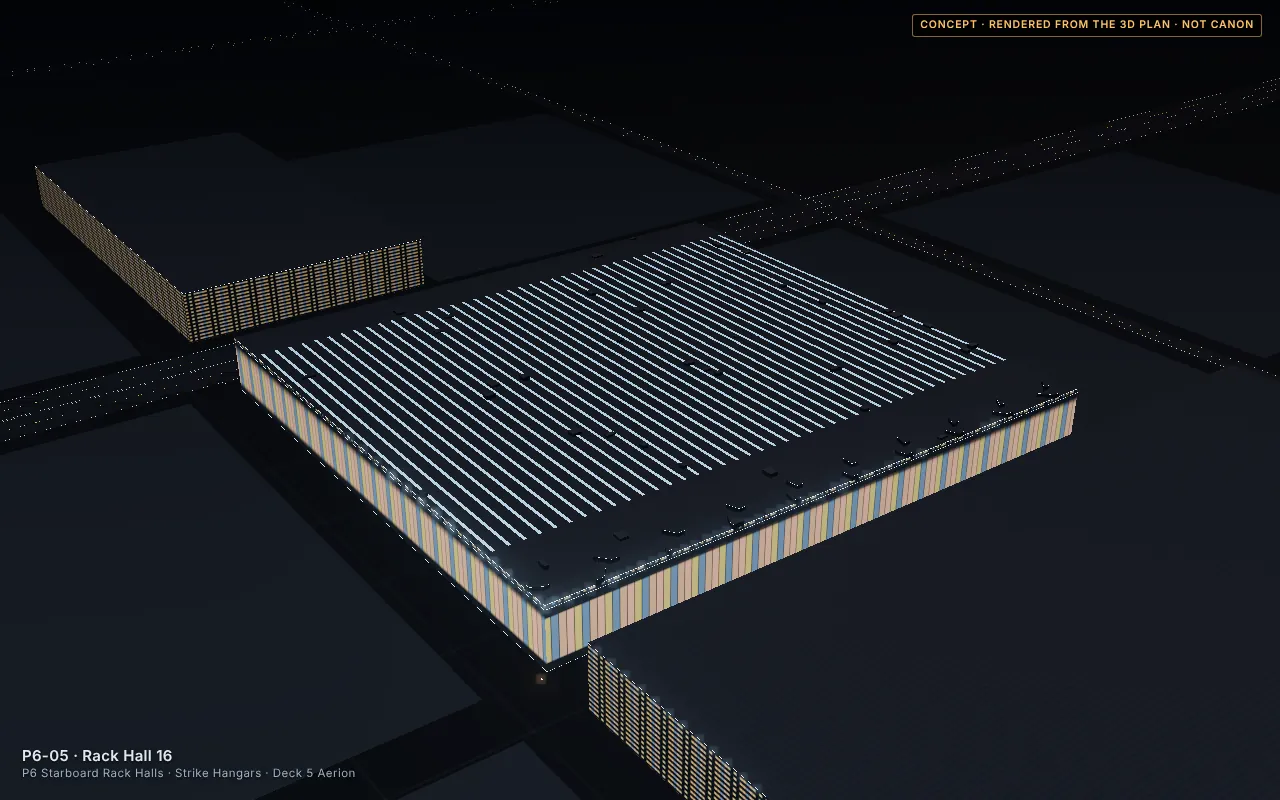 CONCEPT · RENDERED FROM THE 3D PLAN · NOT CANON
P6-05 · Rack Hall 16
P6 Starboard Rack Halls · Strike Hangars · Deck 5 Aerion